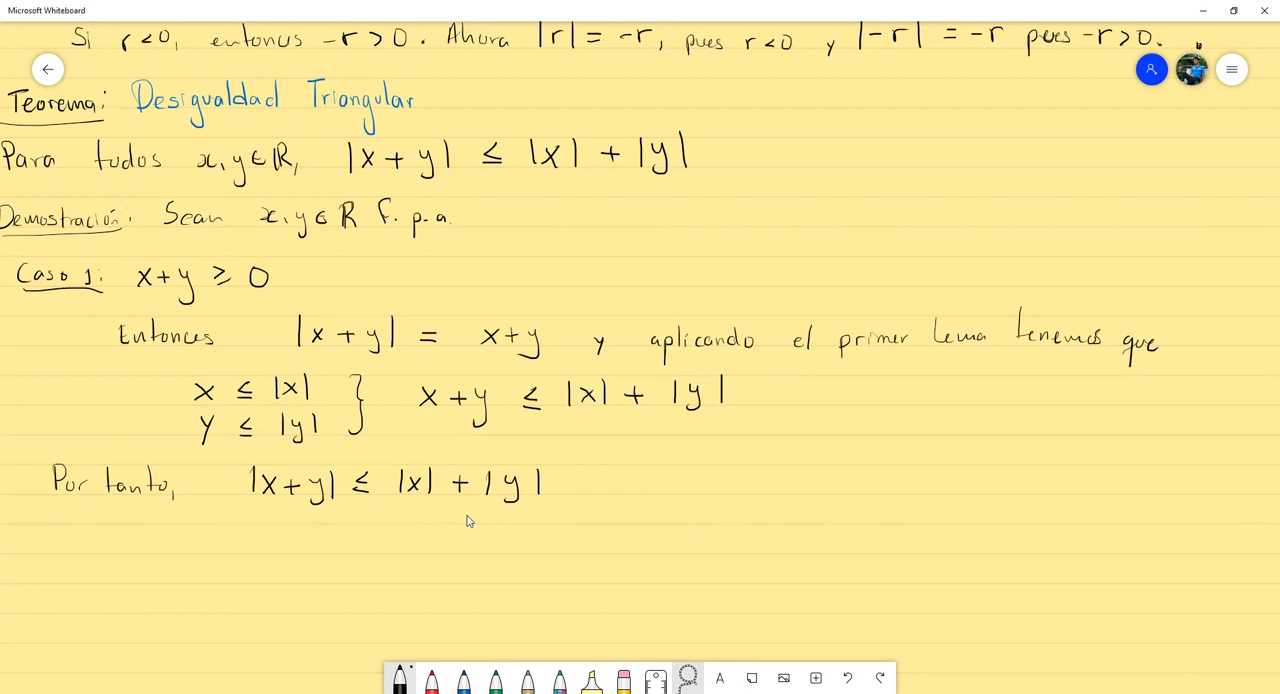 Microsoft Whiteboard
Si r < 0, entonces -r > 0. Ahora |r| = -r, pues r < 0 y |-r| = -r pues -r > 0.
Teorema: Desigualdad Triangular
Para todos x, y ∈ ℝ, |x + y| ≤ |x| + |y|
Demostración: Sean x, y ∈ ℝ f. p. a.
Caso 1: x + y ≥ 0
Entonces |x + y| = x + y y aplicando el primer lema tenemos que
x ≤ |x|
y ≤ |y| } x + y ≤ |x| + |y|
Por tanto, |x + y| ≤ |x| + |y|
A